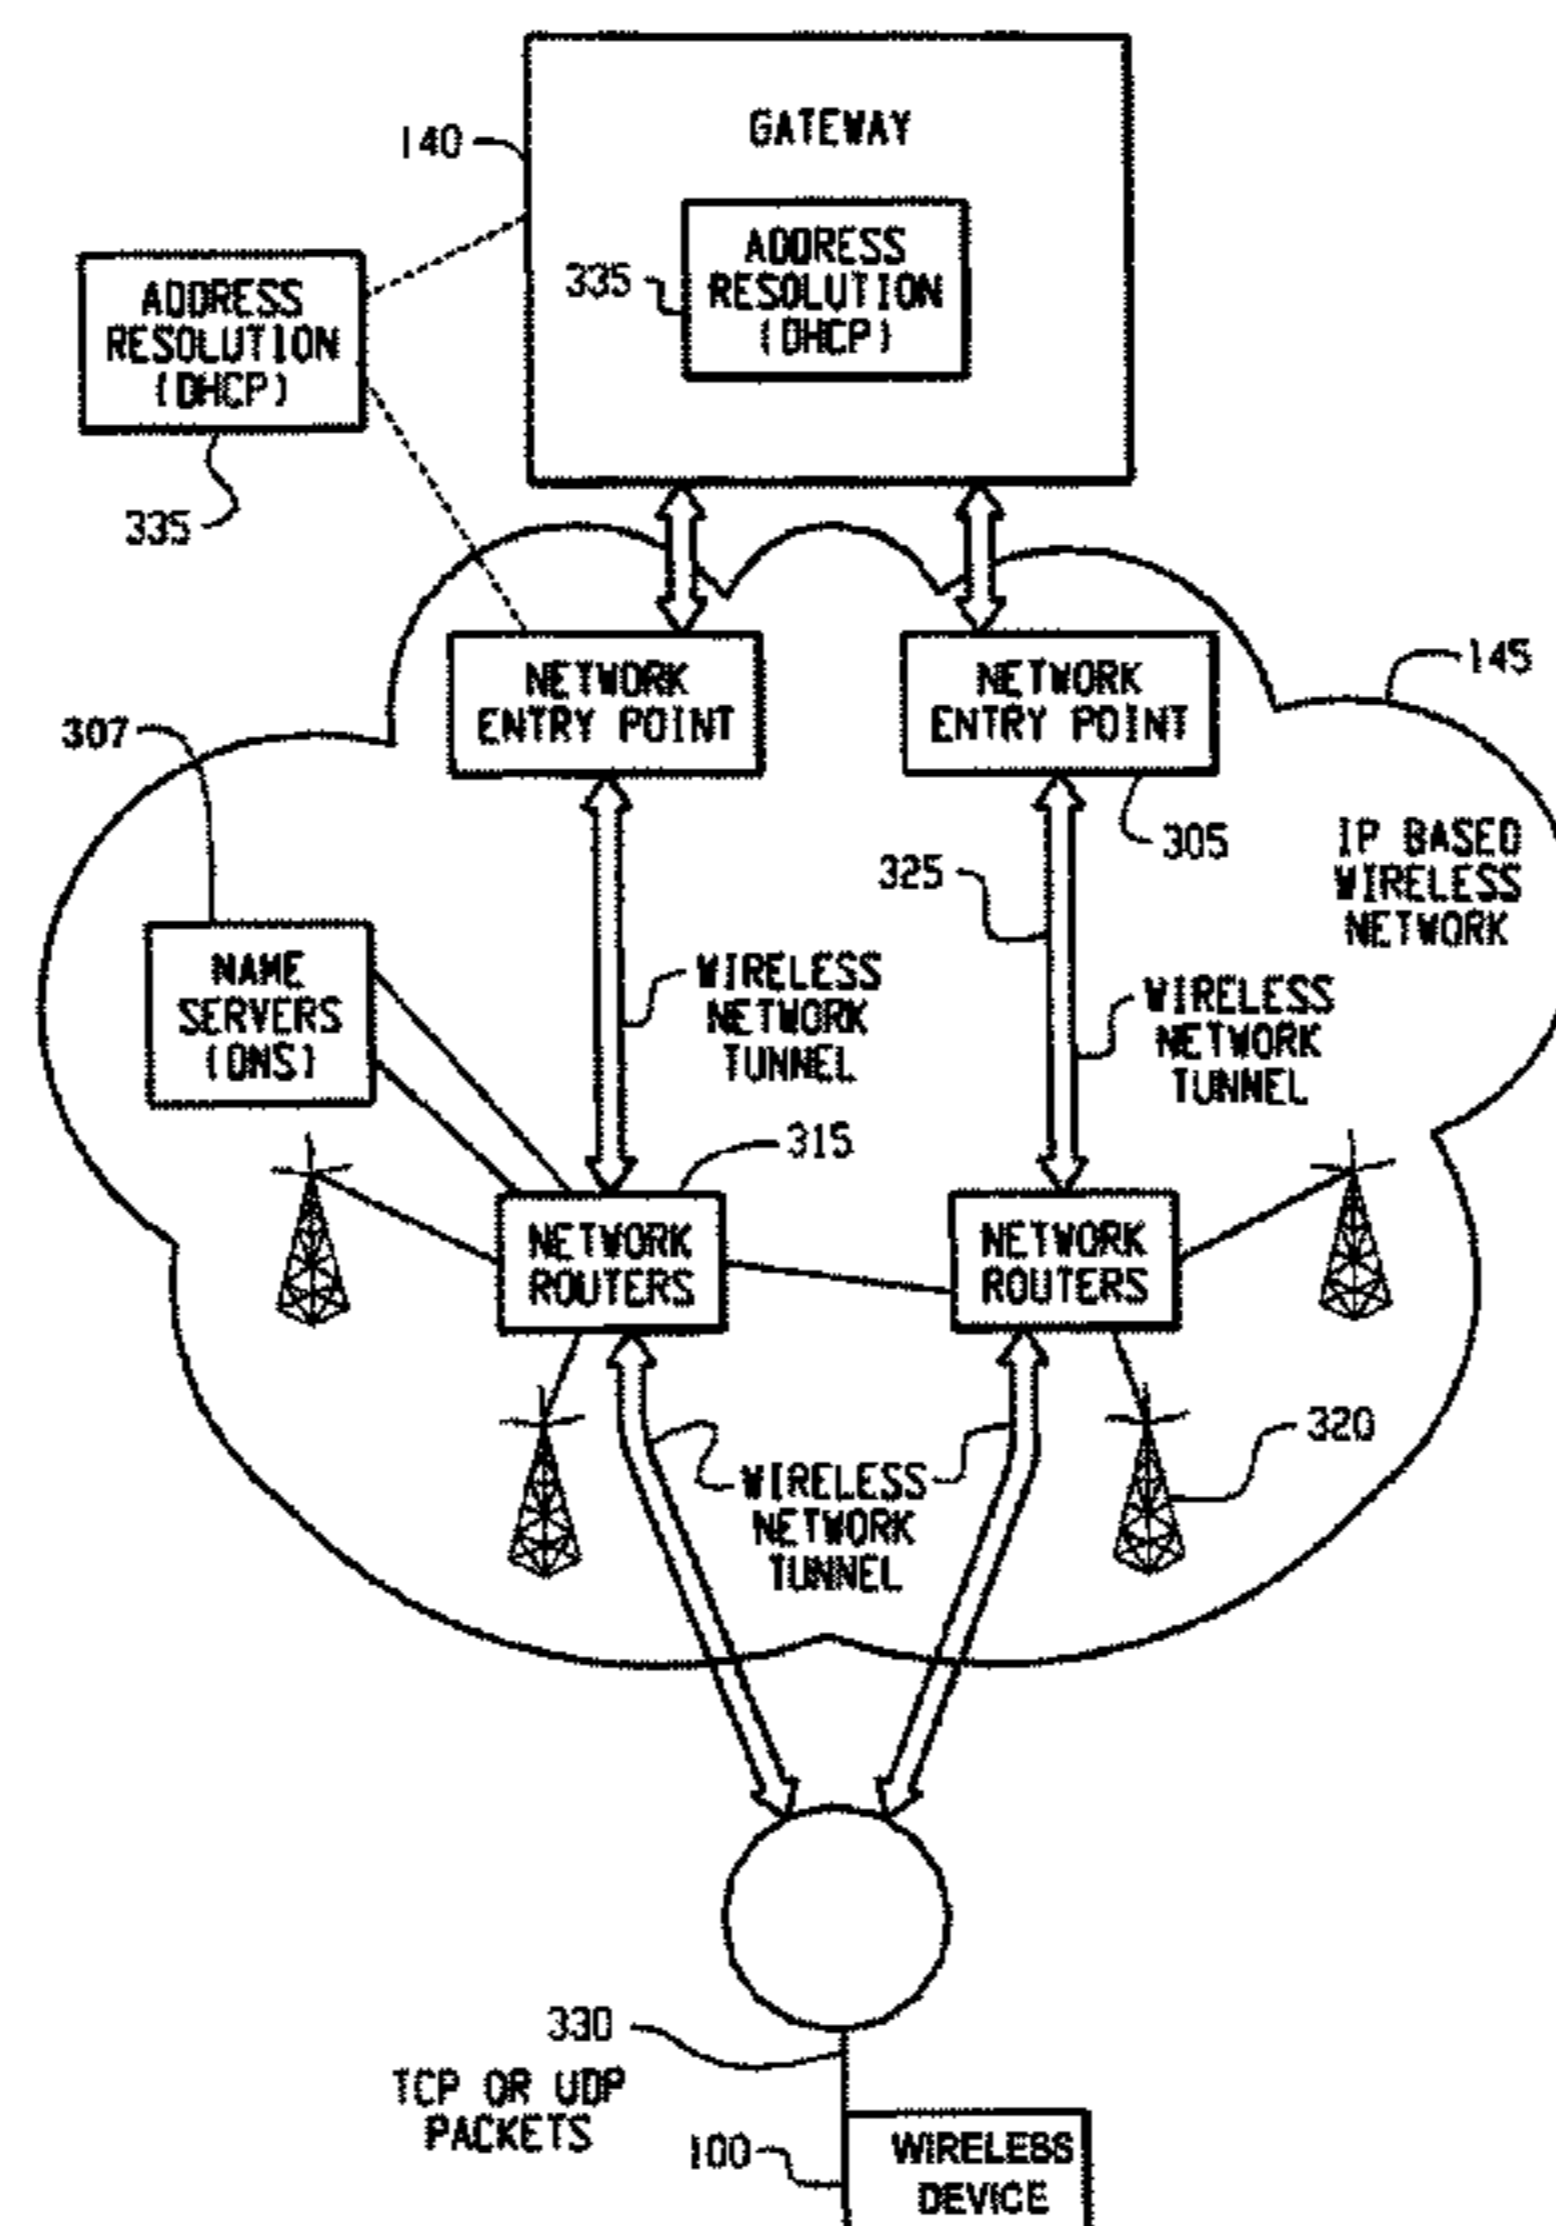 GATEWAY
140
ADDRESS
RESOLUTION
(DHCP)
335
ADDRESS
RESOLUTION
(DHCP)
335
NETWORK
ENTRY POINT
NETWORK
ENTRY POINT
145
307
305
325
IP BASED
WIRELESS
NETWORK
NAME
SERVERS
(DNS)
WIRELESS
NETWORK
TUNNEL
WIRELESS
NETWORK
TUNNEL
315
NETWORK
ROUTERS
NETWORK
ROUTERS
320
WIRELESS
NETWORK
TUNNEL
330
TCP OR UDP
PACKETS
100
WIRELESS
DEVICE